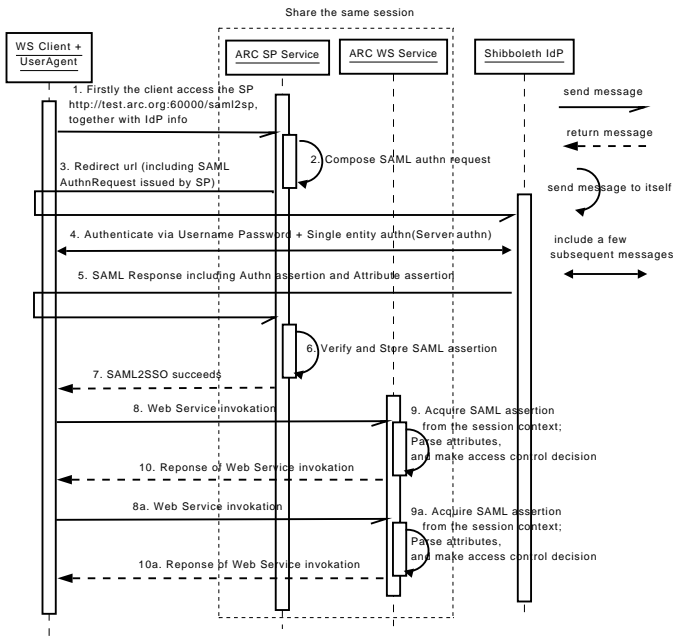 Share the same session
WS Client +
UserAgent
ARC SP Service
ARC WS Service
Shibboleth IdP
1. Firstly the client access the SP
http://test.arc.org:60000/saml2sp,
together with IdP info
send message
return message
2. Compose SAML authn request
3. Redirect url (including SAML
AuthnRequest issued by SP)
send message to itself
4. Authenticate via Username Password + Single entity authn(Server authn)
include a few
subsequent messages
5. SAML Response including Authn assertion and Attribute assertion
6. Verify and Store SAML assertion
7. SAML2SSO succeeds
8. Web Service invokation
9. Acquire SAML assertion
from the session context;
Parse attributes,
and make access control decision
10. Reponse of Web Service invokation
8a. Web Service invokation
9a. Acquire SAML assertion
from the session context;
Parse attributes,
and make access control decision
10a. Reponse of Web Service invokation